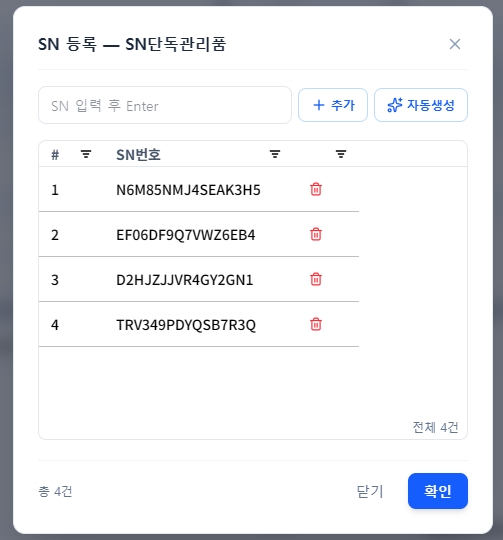 SN 등록 — SN단독관리품
SN 입력 후 Enter
추가
자동생성
# SN번호
1 N6M85NMJ4SEAK3H5
2 EF06DF9Q7VWZ6EB4
3 D2HJZJJVR4GY2GN1
4 TRV349PDYQSB7R3Q
전체 4건
총 4건
닫기
확인